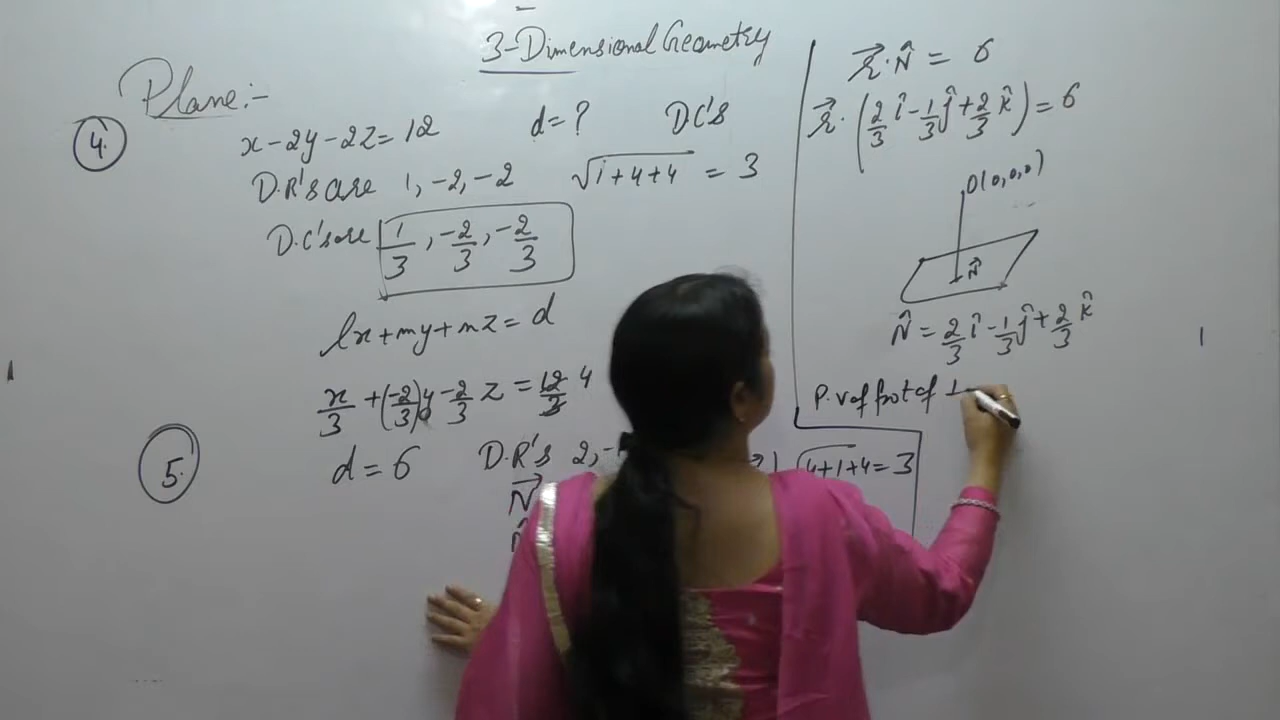 3-Dimensional Geometry
Plane:-
4.
x-2y-2z=12 d=? DC'S
D.R's are 1,-2,-2 √1+4+4 = 3
D.C's are 1/3, -2/3, -2/3
lx+my+nz=d
x/3 +(-2/3)y-2/3 z = 12/3 4
5.
d=6 D.R's 2,-1 √4+1+4=3
N⃗
r⃗.N̂ = 6
r⃗.(2/3 î-1/3 ĵ+2/3 k̂)=6
O(0,0,0)
N⃗
N̂ = 2/3 î-1/3 ĵ+2/3 k̂
P.v of foot of